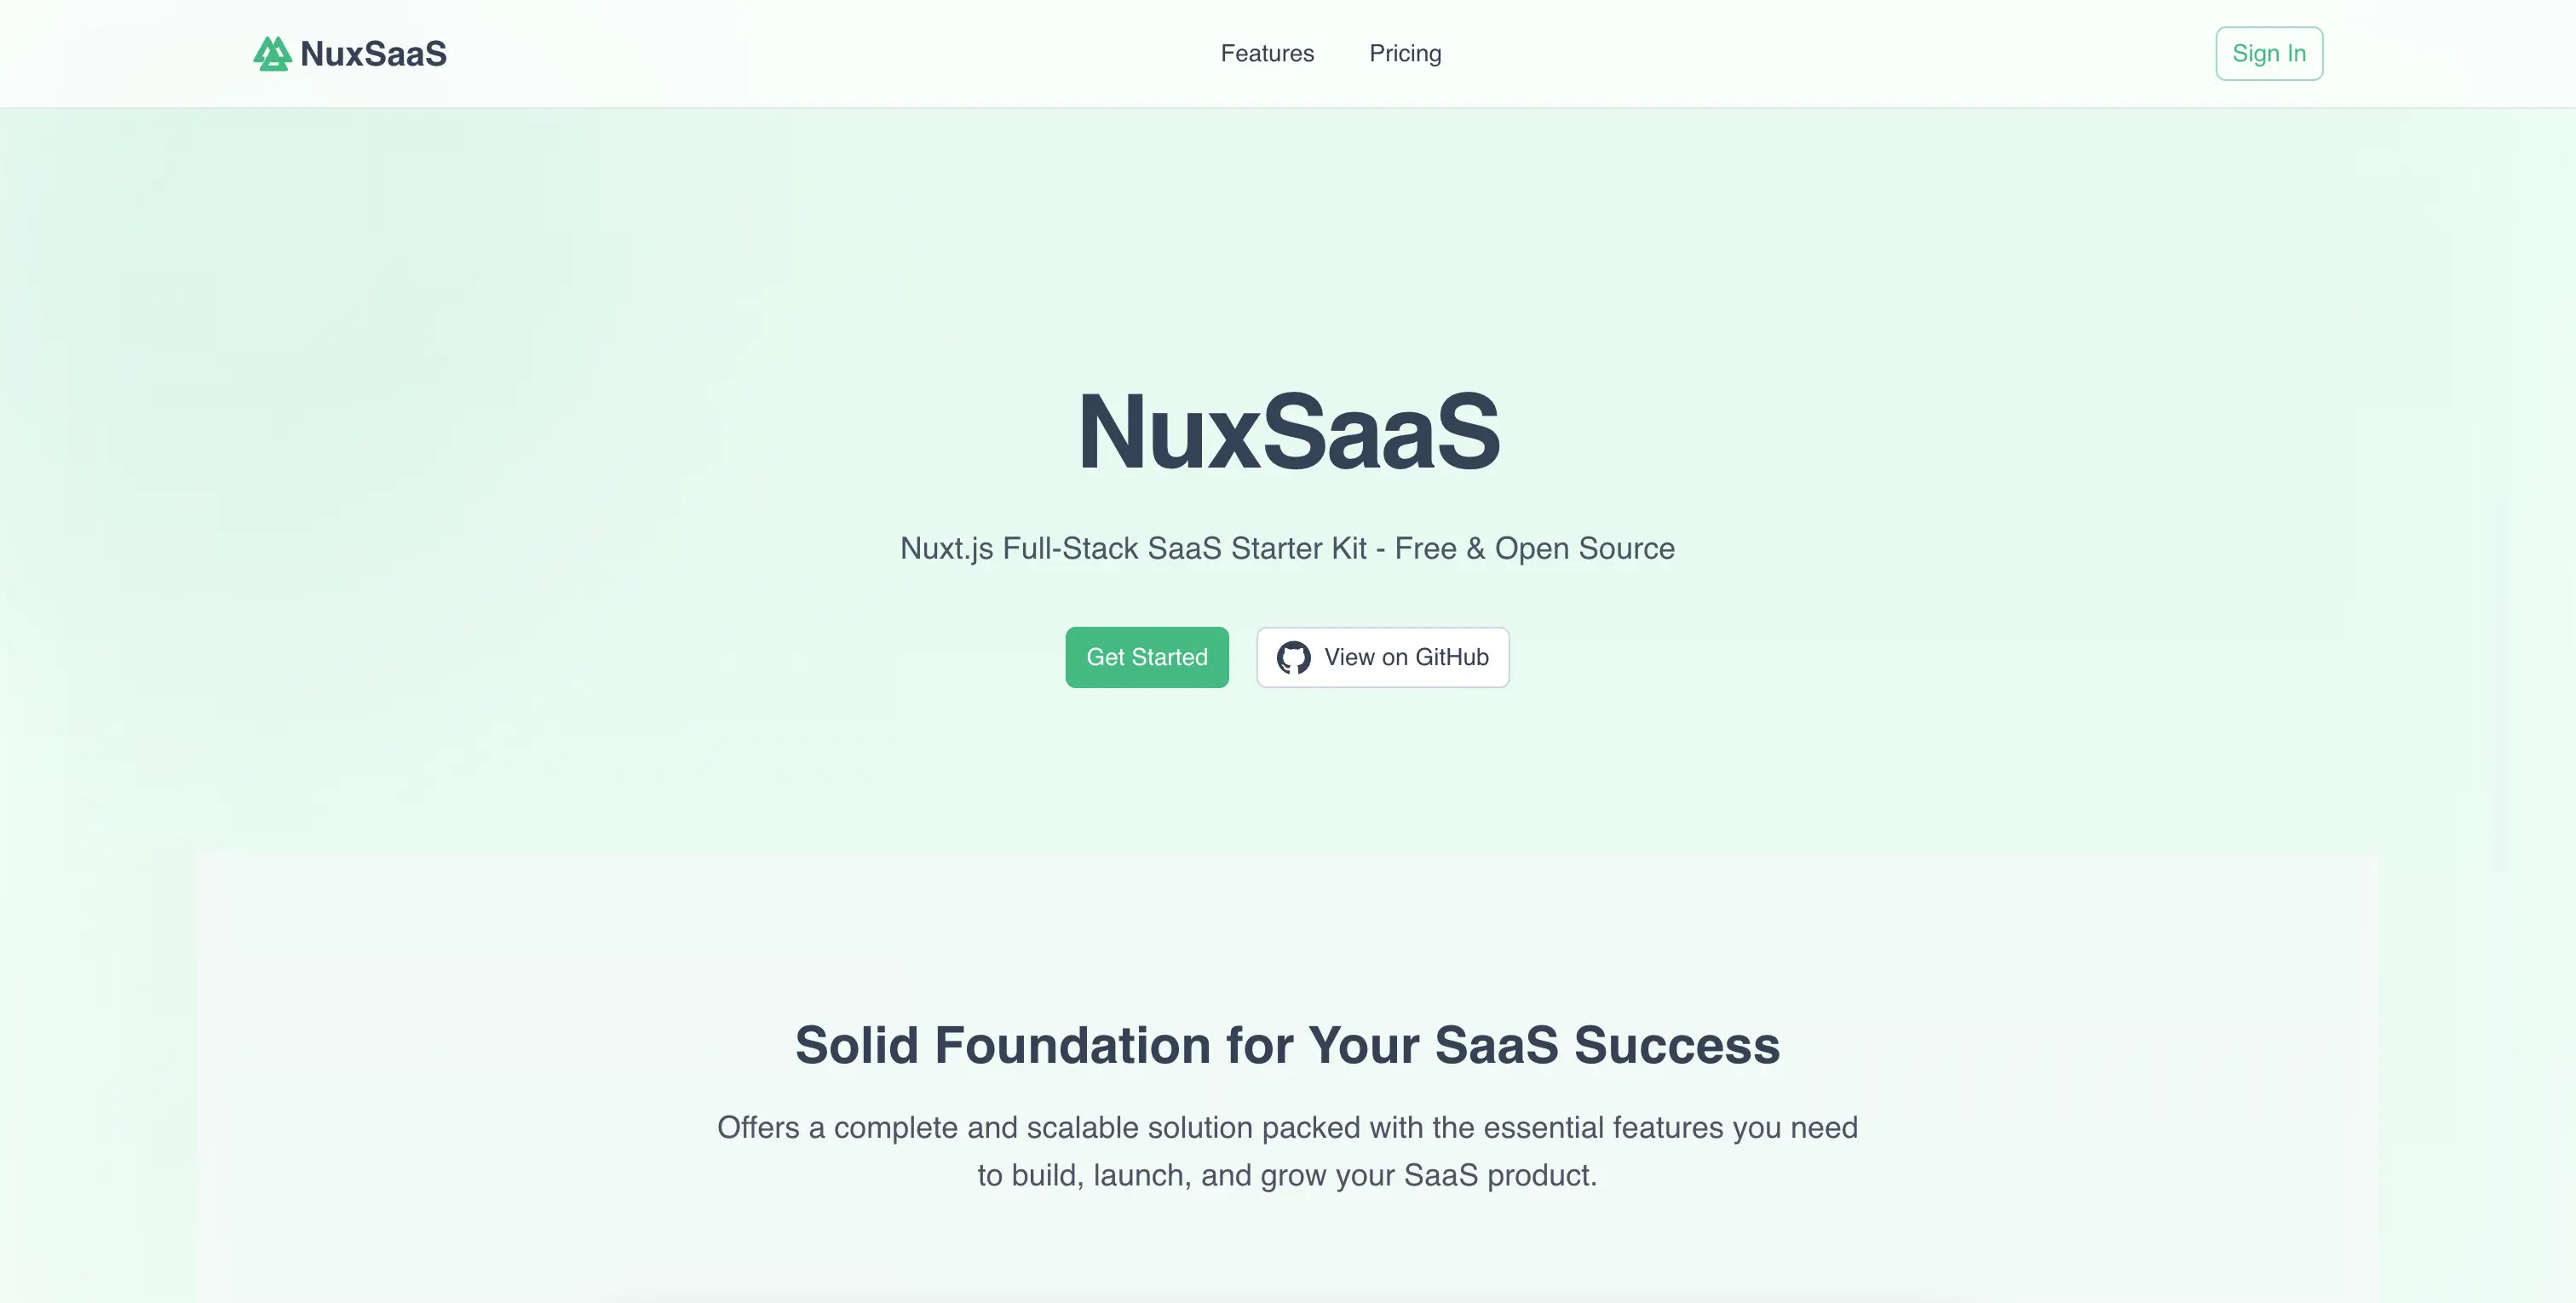 NuxSaaS
Features
Pricing
Sign In
NuxSaaS
Nuxt.js Full-Stack SaaS Starter Kit - Free & Open Source
Get Started
View on GitHub
Solid Foundation for Your SaaS Success
Offers a complete and scalable solution packed with the essential features you need
to build, launch, and grow your SaaS product.